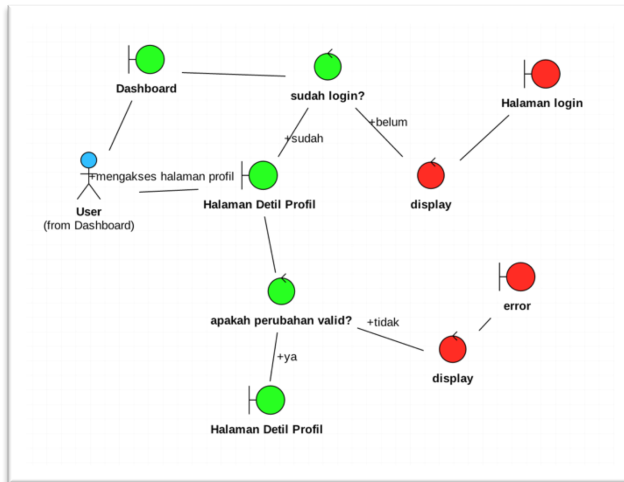 Dashboard
sudah login?
Halaman login
+belum
+sudah
+mengakses halaman profil
User
(from Dashboard)
Halaman Detil Profil
display
apakah perubahan valid?
+tidak
error
+ya
display
Halaman Detil Profil